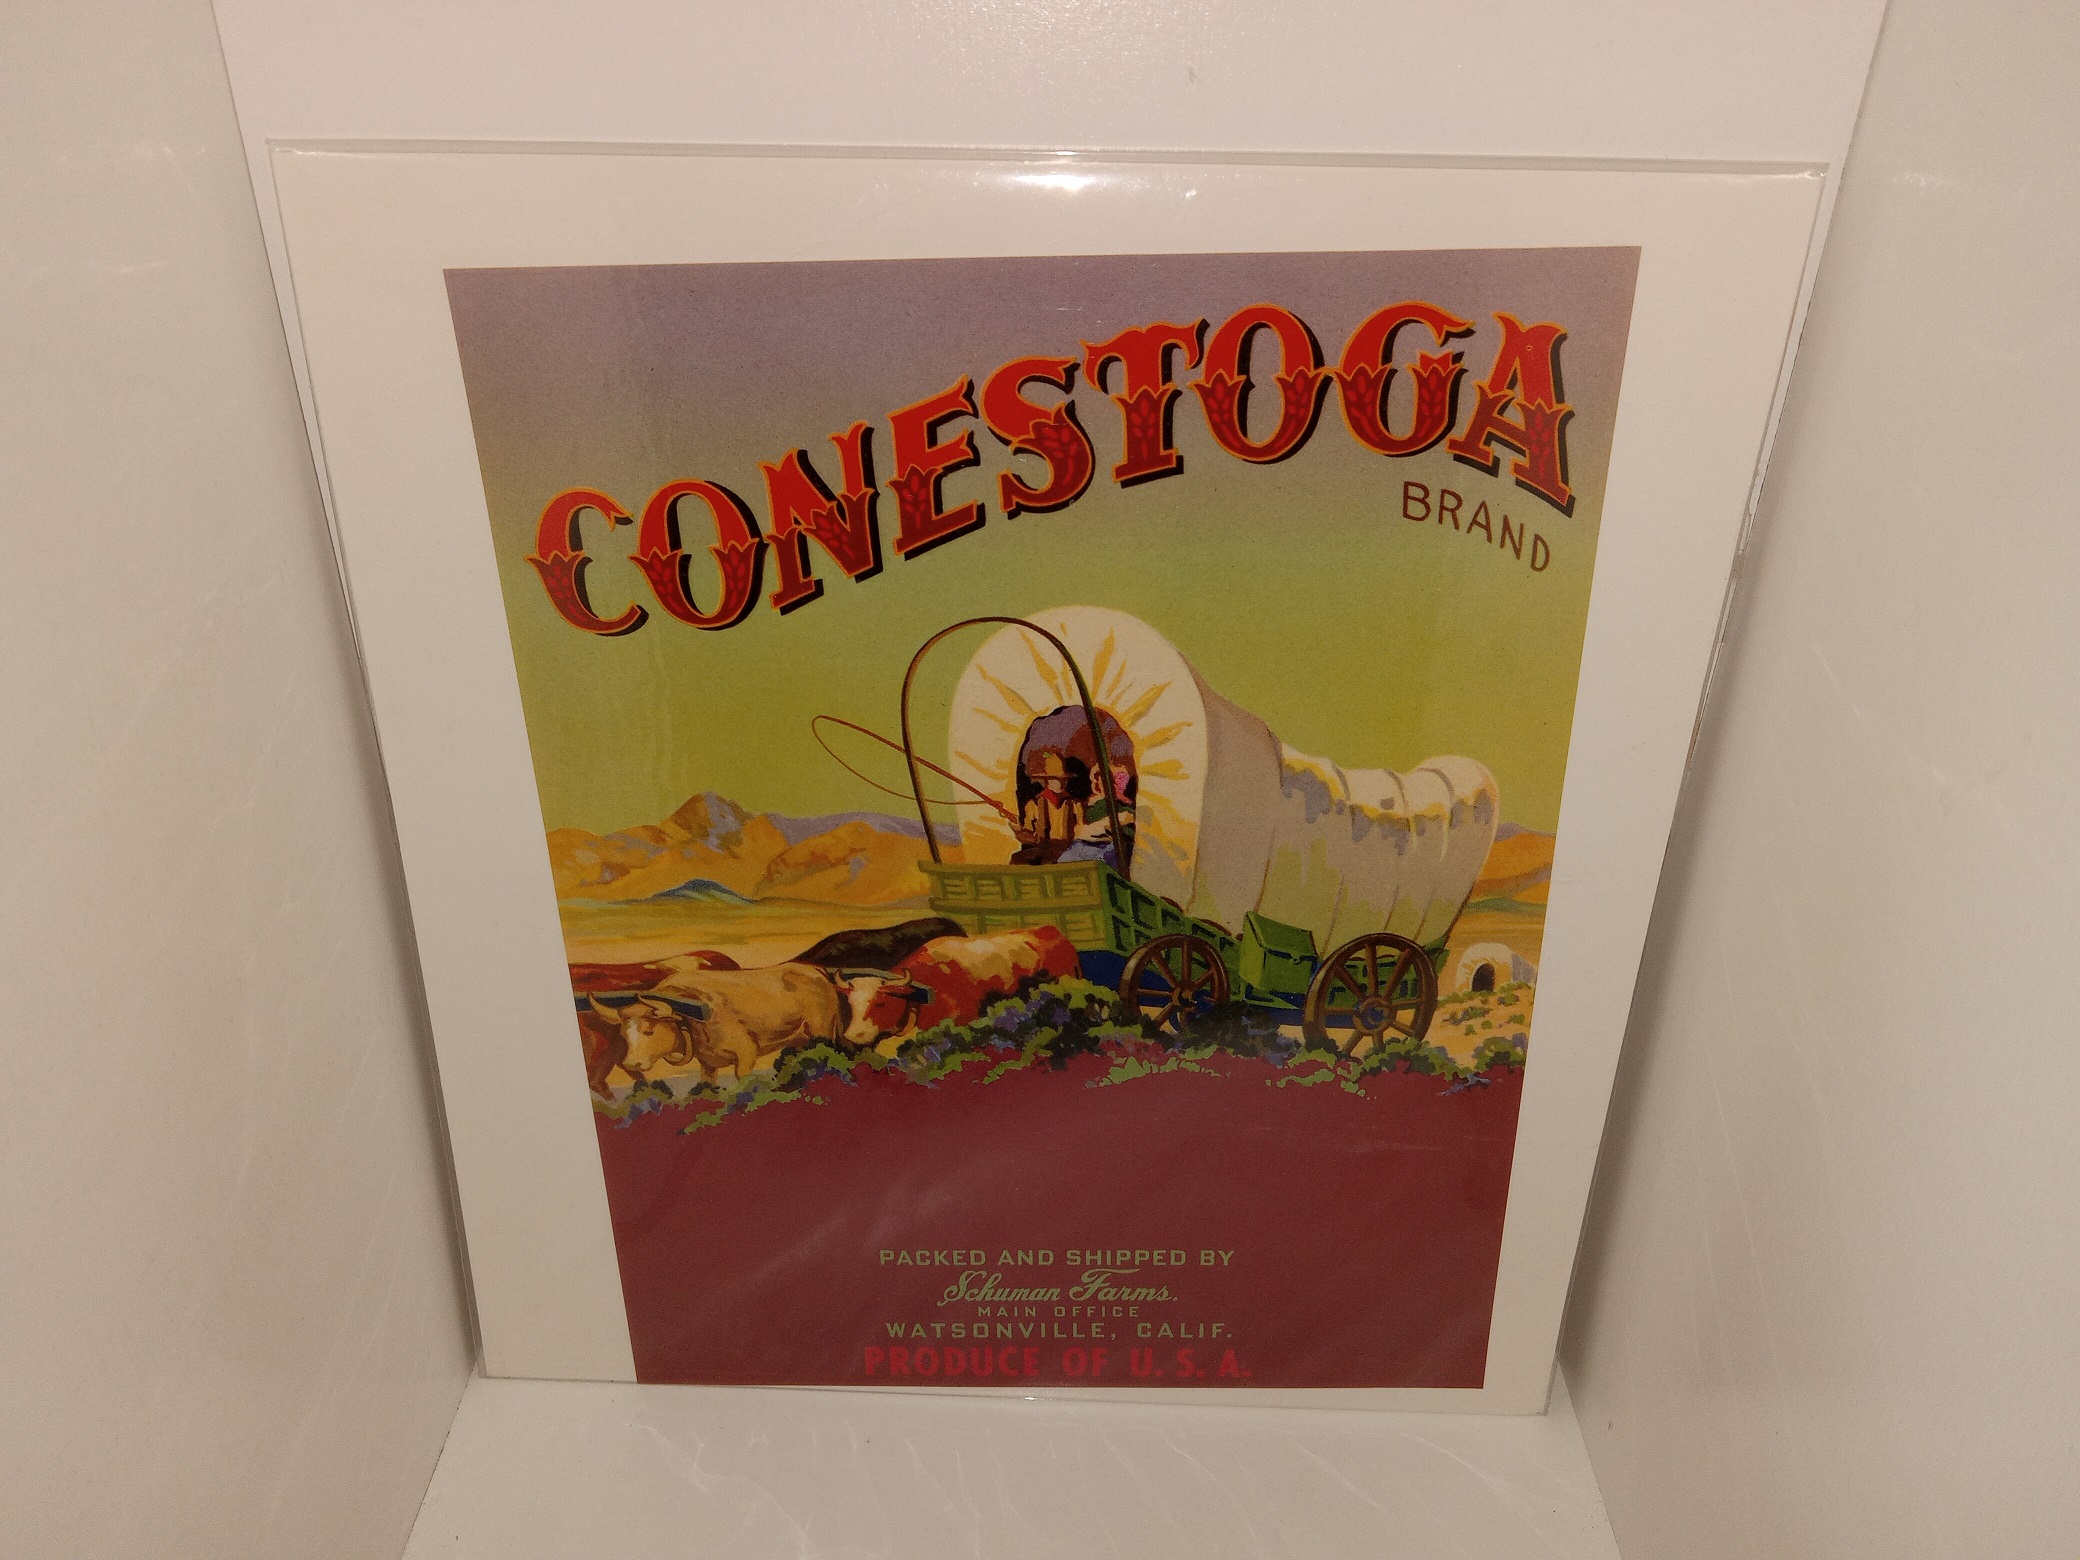 CONESTOGA
BRAND
PACKED AND SHIPPED BY
Schuman Farms.
MAIN OFFICE
WATSONVILLE, CALIF.
PRODUCE OF U. S. A.